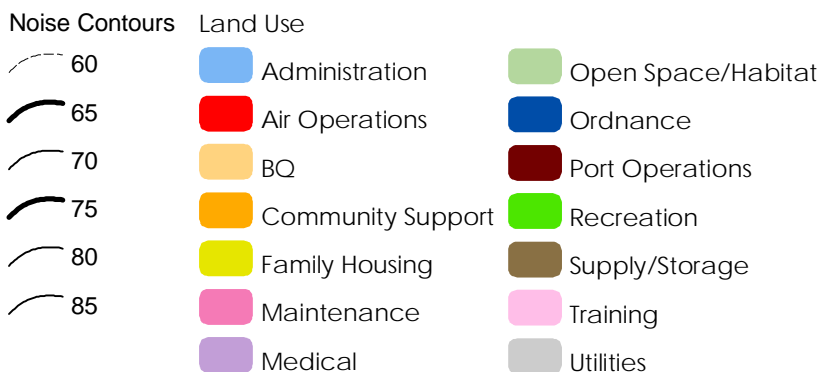 Noise Contours
60
65
70
75
80
85
Land Use
Administration
Air Operations
BQ
Community Support
Family Housing
Maintenance
Medical
Open Space/Habitat
Ordnance
Port Operations
Recreation
Supply/Storage
Training
Utilities